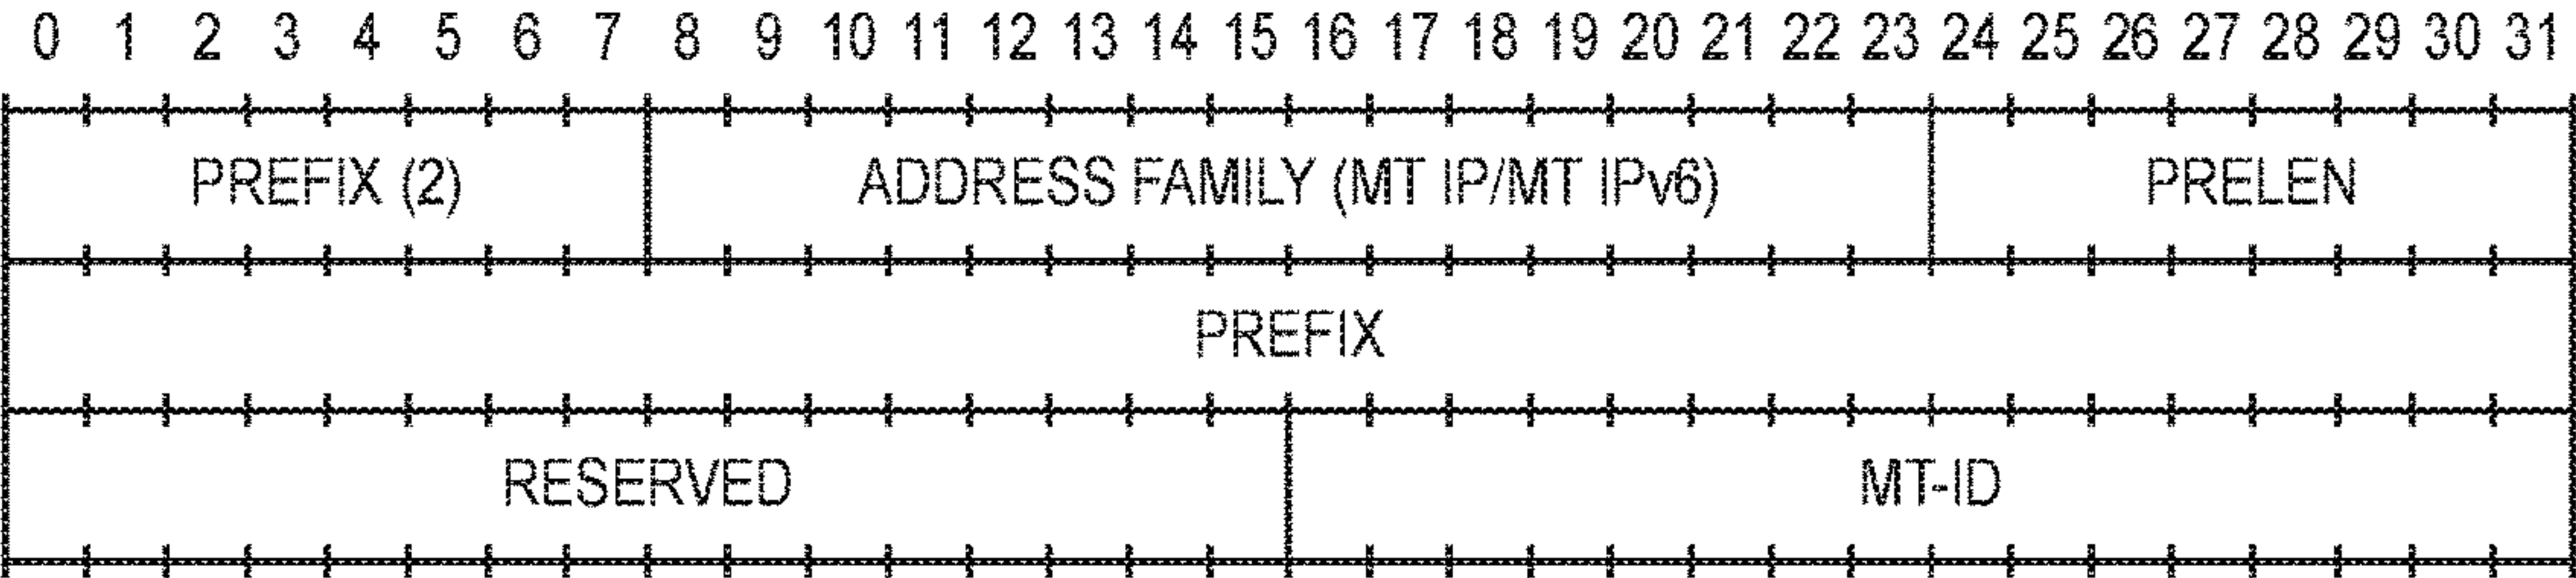 0 1 2 3 4 5 6 7 8 9 10 11 12 13 14 15 16 17 18 19 20 21 22 23 24 25 26 27 28 29 30 31
PREFIX (2) ADDRESS FAMILY (MT IP/MT IPv6) PRELEN
PREFIX
RESERVED MT-ID